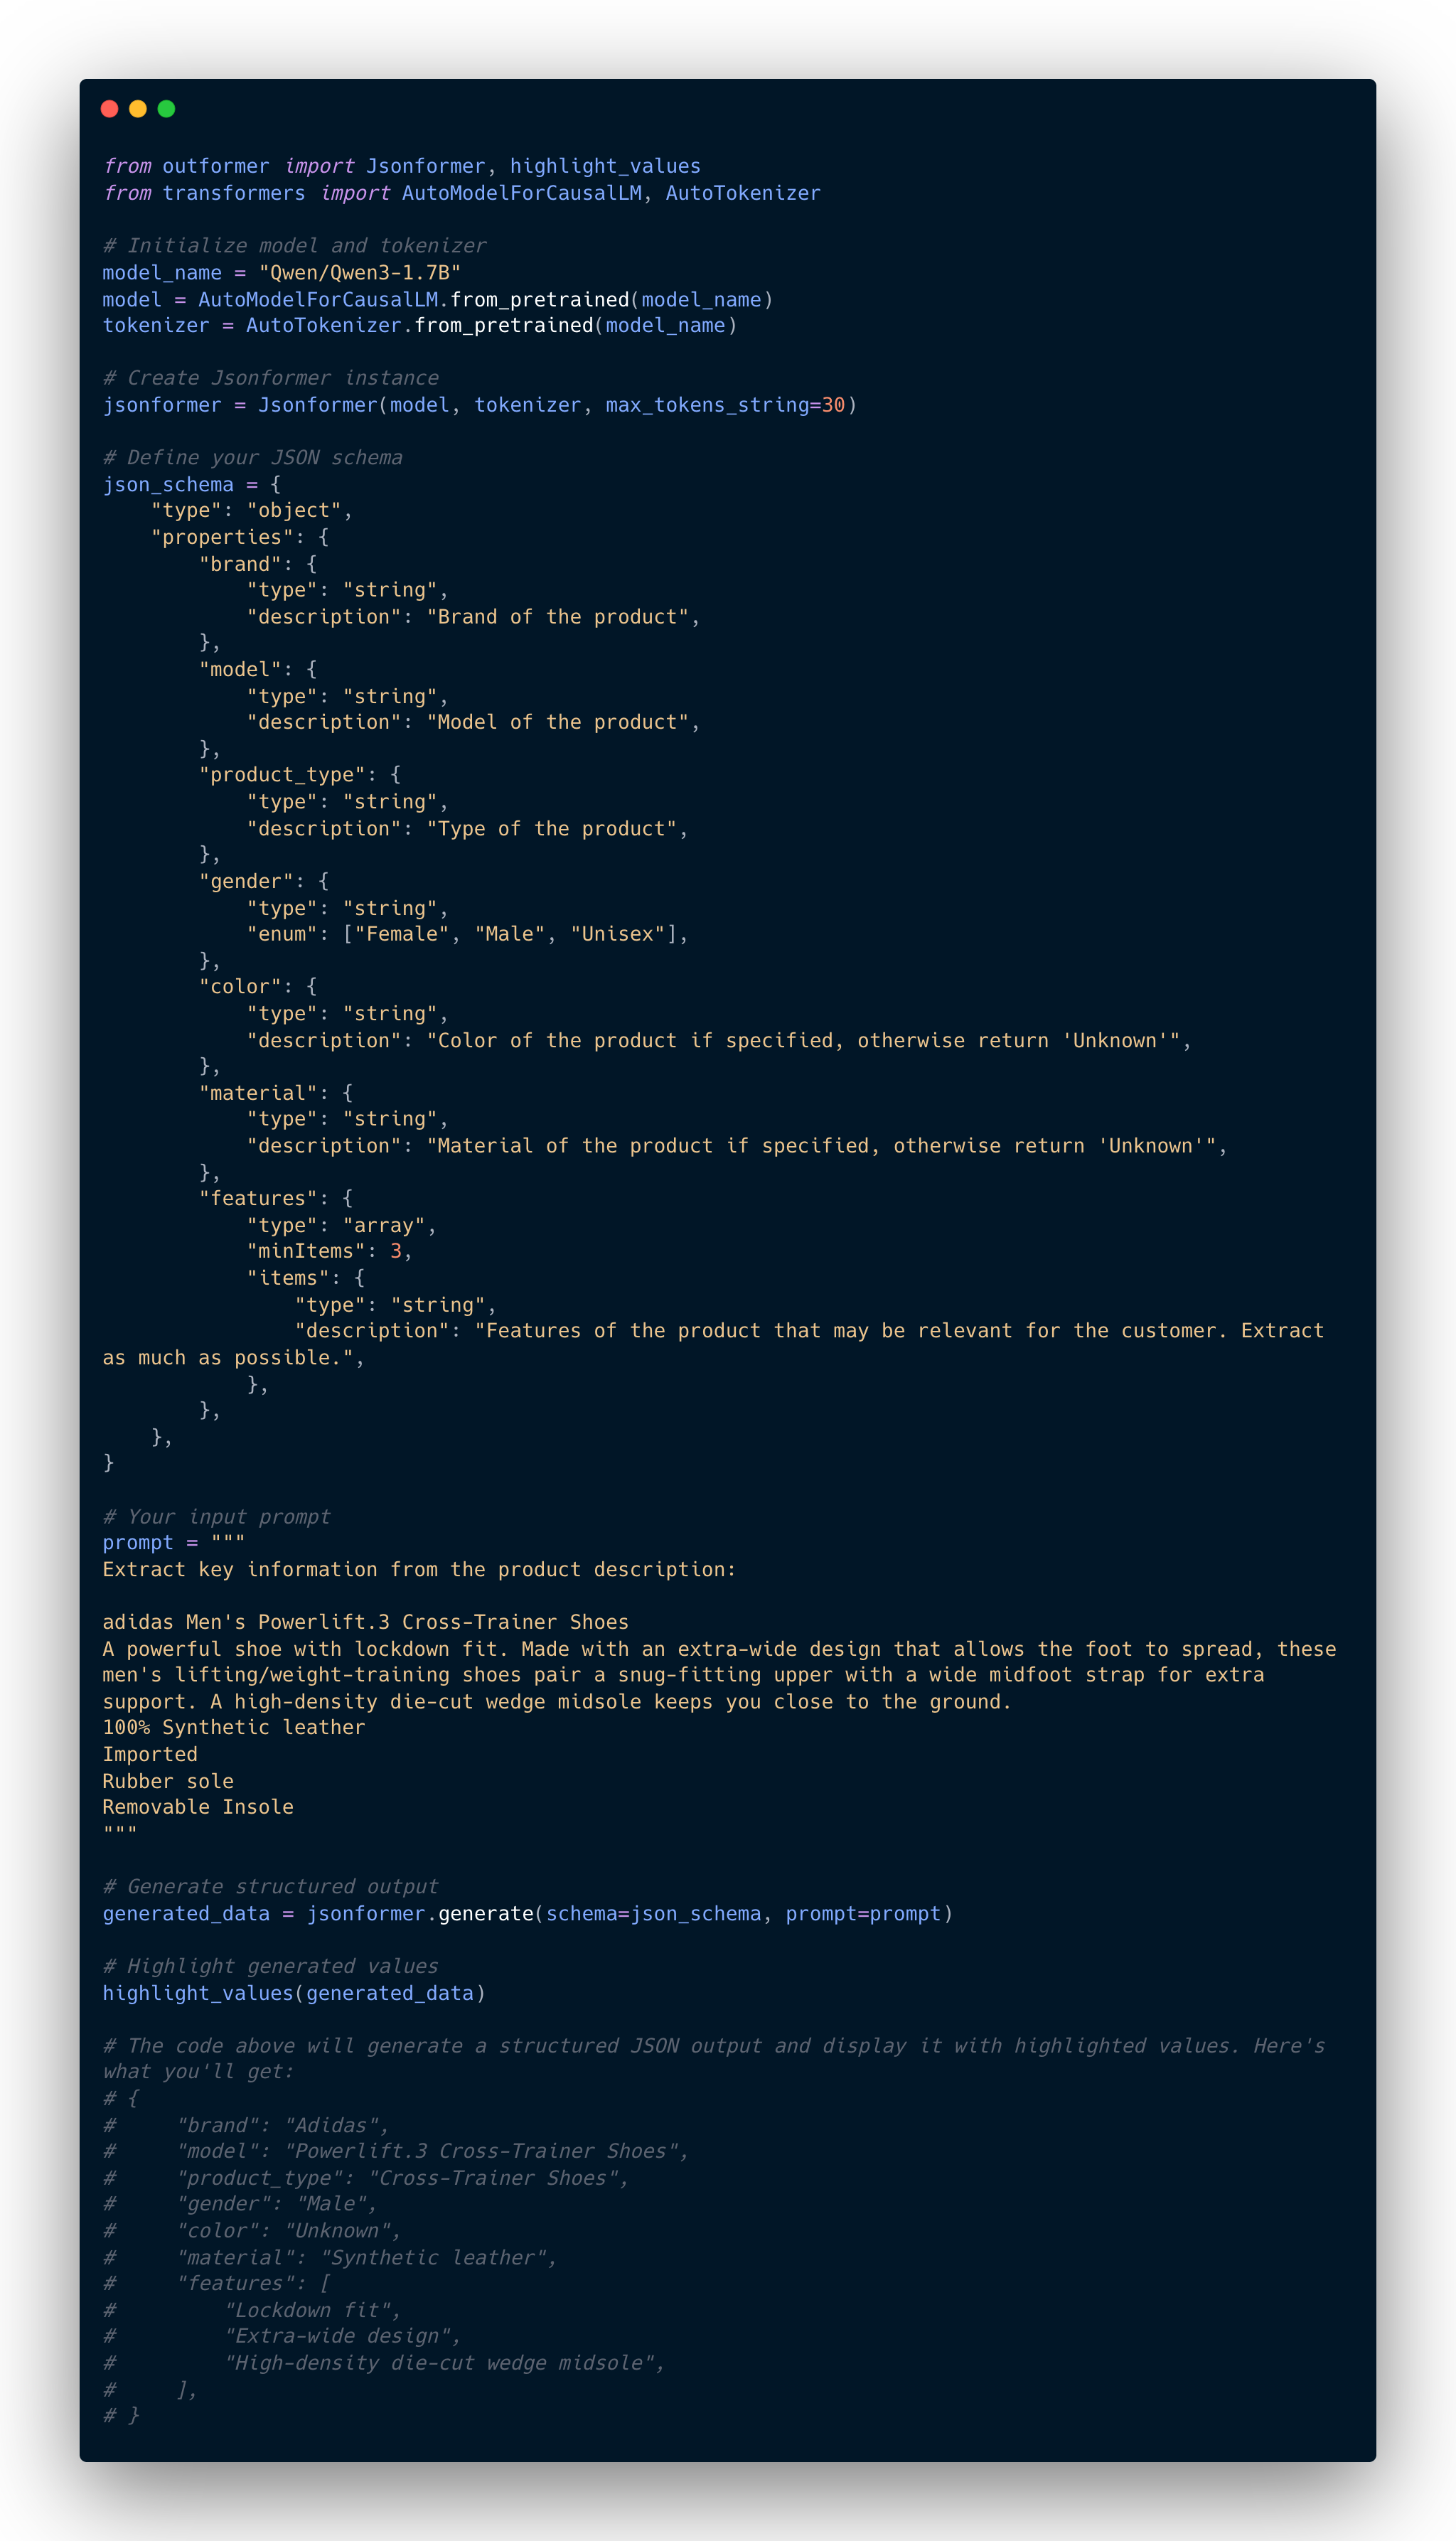 from outformer import Jsonformer, highlight_values
from transformers import AutoModelForCausalLM, AutoTokenizer

# Initialize model and tokenizer
model_name = "Qwen/Qwen3-1.7B"
model = AutoModelForCausalLM.from_pretrained(model_name)
tokenizer = AutoTokenizer.from_pretrained(model_name)

# Create Jsonformer instance
jsonformer = Jsonformer(model, tokenizer, max_tokens_string=30)

# Define your JSON schema
json_schema = {
    "type": "object",
    "properties": {
        "brand": {
            "type": "string",
            "description": "Brand of the product",
        },
        "model": {
            "type": "string",
            "description": "Model of the product",
        },
        "product_type": {
            "type": "string",
            "description": "Type of the product",
        },
        "gender": {
            "type": "string",
            "enum": ["Female", "Male", "Unisex"],
        },
        "color": {
            "type": "string",
            "description": "Color of the product if specified, otherwise return 'Unknown'",
        },
        "material": {
            "type": "string",
            "description": "Material of the product if specified, otherwise return 'Unknown'",
        },
        "features": {
            "type": "array",
            "minItems": 3,
            "items": {
                "type": "string",
                "description": "Features of the product that may be relevant for the customer. Extract
as much as possible.",
            },
        },
    },
}

# Your input prompt
prompt = """
Extract key information from the product description:

adidas Men's Powerlift.3 Cross-Trainer Shoes
A powerful shoe with lockdown fit. Made with an extra-wide design that allows the foot to spread, these
men's lifting/weight-training shoes pair a snug-fitting upper with a wide midfoot strap for extra
support. A high-density die-cut wedge midsole keeps you close to the ground.
100% Synthetic leather
Imported
Rubber sole
Removable Insole
"""

# Generate structured output
generated_data = jsonformer.generate(schema=json_schema, prompt=prompt)

# Highlight generated values
highlight_values(generated_data)

# The code above will generate a structured JSON output and display it with highlighted values. Here's
what you'll get:
# {
#     "brand": "Adidas",
#     "model": "Powerlift.3 Cross-Trainer Shoes",
#     "product_type": "Cross-Trainer Shoes",
#     "gender": "Male",
#     "color": "Unknown",
#     "material": "Synthetic leather",
#     "features": [
#         "Lockdown fit",
#         "Extra-wide design",
#         "High-density die-cut wedge midsole",
#     ],
# }